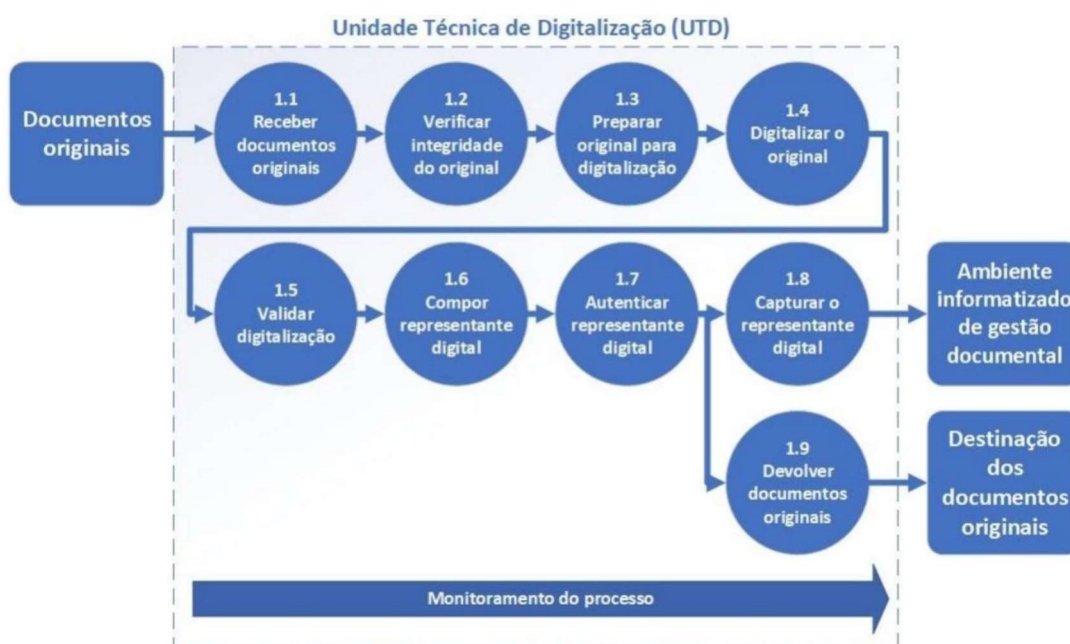 Unidade Técnica de Digitalização (UTD)
Documentos
originais
1.1
Receber
documentos
originais
1.2
Verificar
integridade
do original
1.3
Preparar
original para
digitalização
1.4
Digitalizar o
original
1.5
Validar
digitalização
1.6
Compor
representante
digital
1.7
Autenticar
representante
digital
1.8
Capturar o
representante
digital
Ambiente
informatizado
de gestão
documental
1.9
Devolver
documentos
originais
Destinação
dos
documentos
originais
Monitoramento do processo